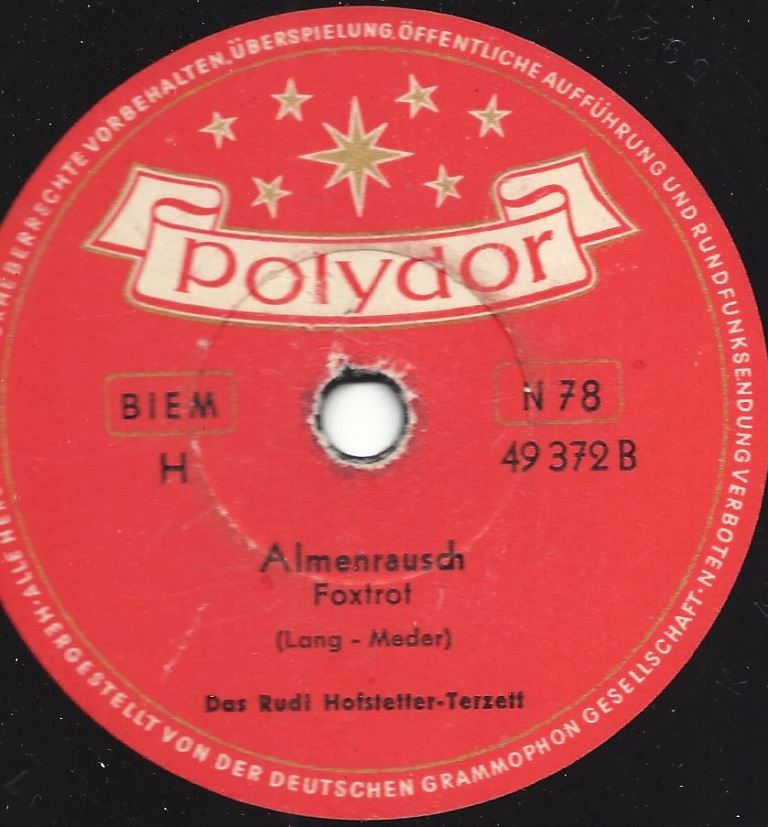 URHEBERRECHTE VORBEHALTEN, ÜBERSPIELUNG, ÖFFENTLICHE AUFFÜHRUNG UND RUNDFUNKSENDUNG VERBOTEN · HERGESTELLT VON DER DEUTSCHEN GRAMMOPHON GESELLSCHAFT · ALLE
polydor
BIEM
N 78
H
49 372 B
Almenrausch
Foxtrot
(Lang - Meder)
Das Rudi Hofstetter-Terzett